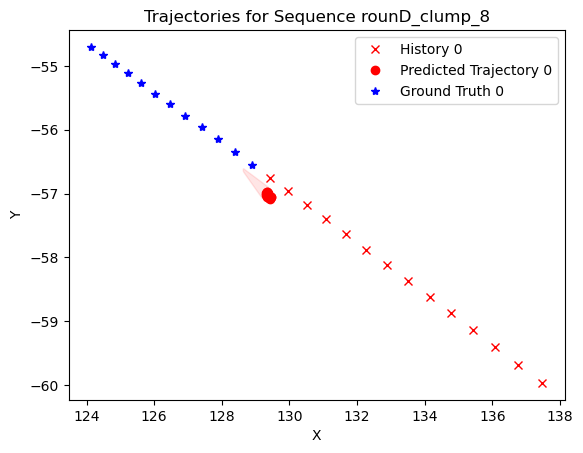 Trajectories for Sequence rounD_clump_8
History 0
Predicted Trajectory 0
Ground Truth 0
−55
−56
−57
−58
−59
−60
Y
124
126
128
130
132
134
136
138
X